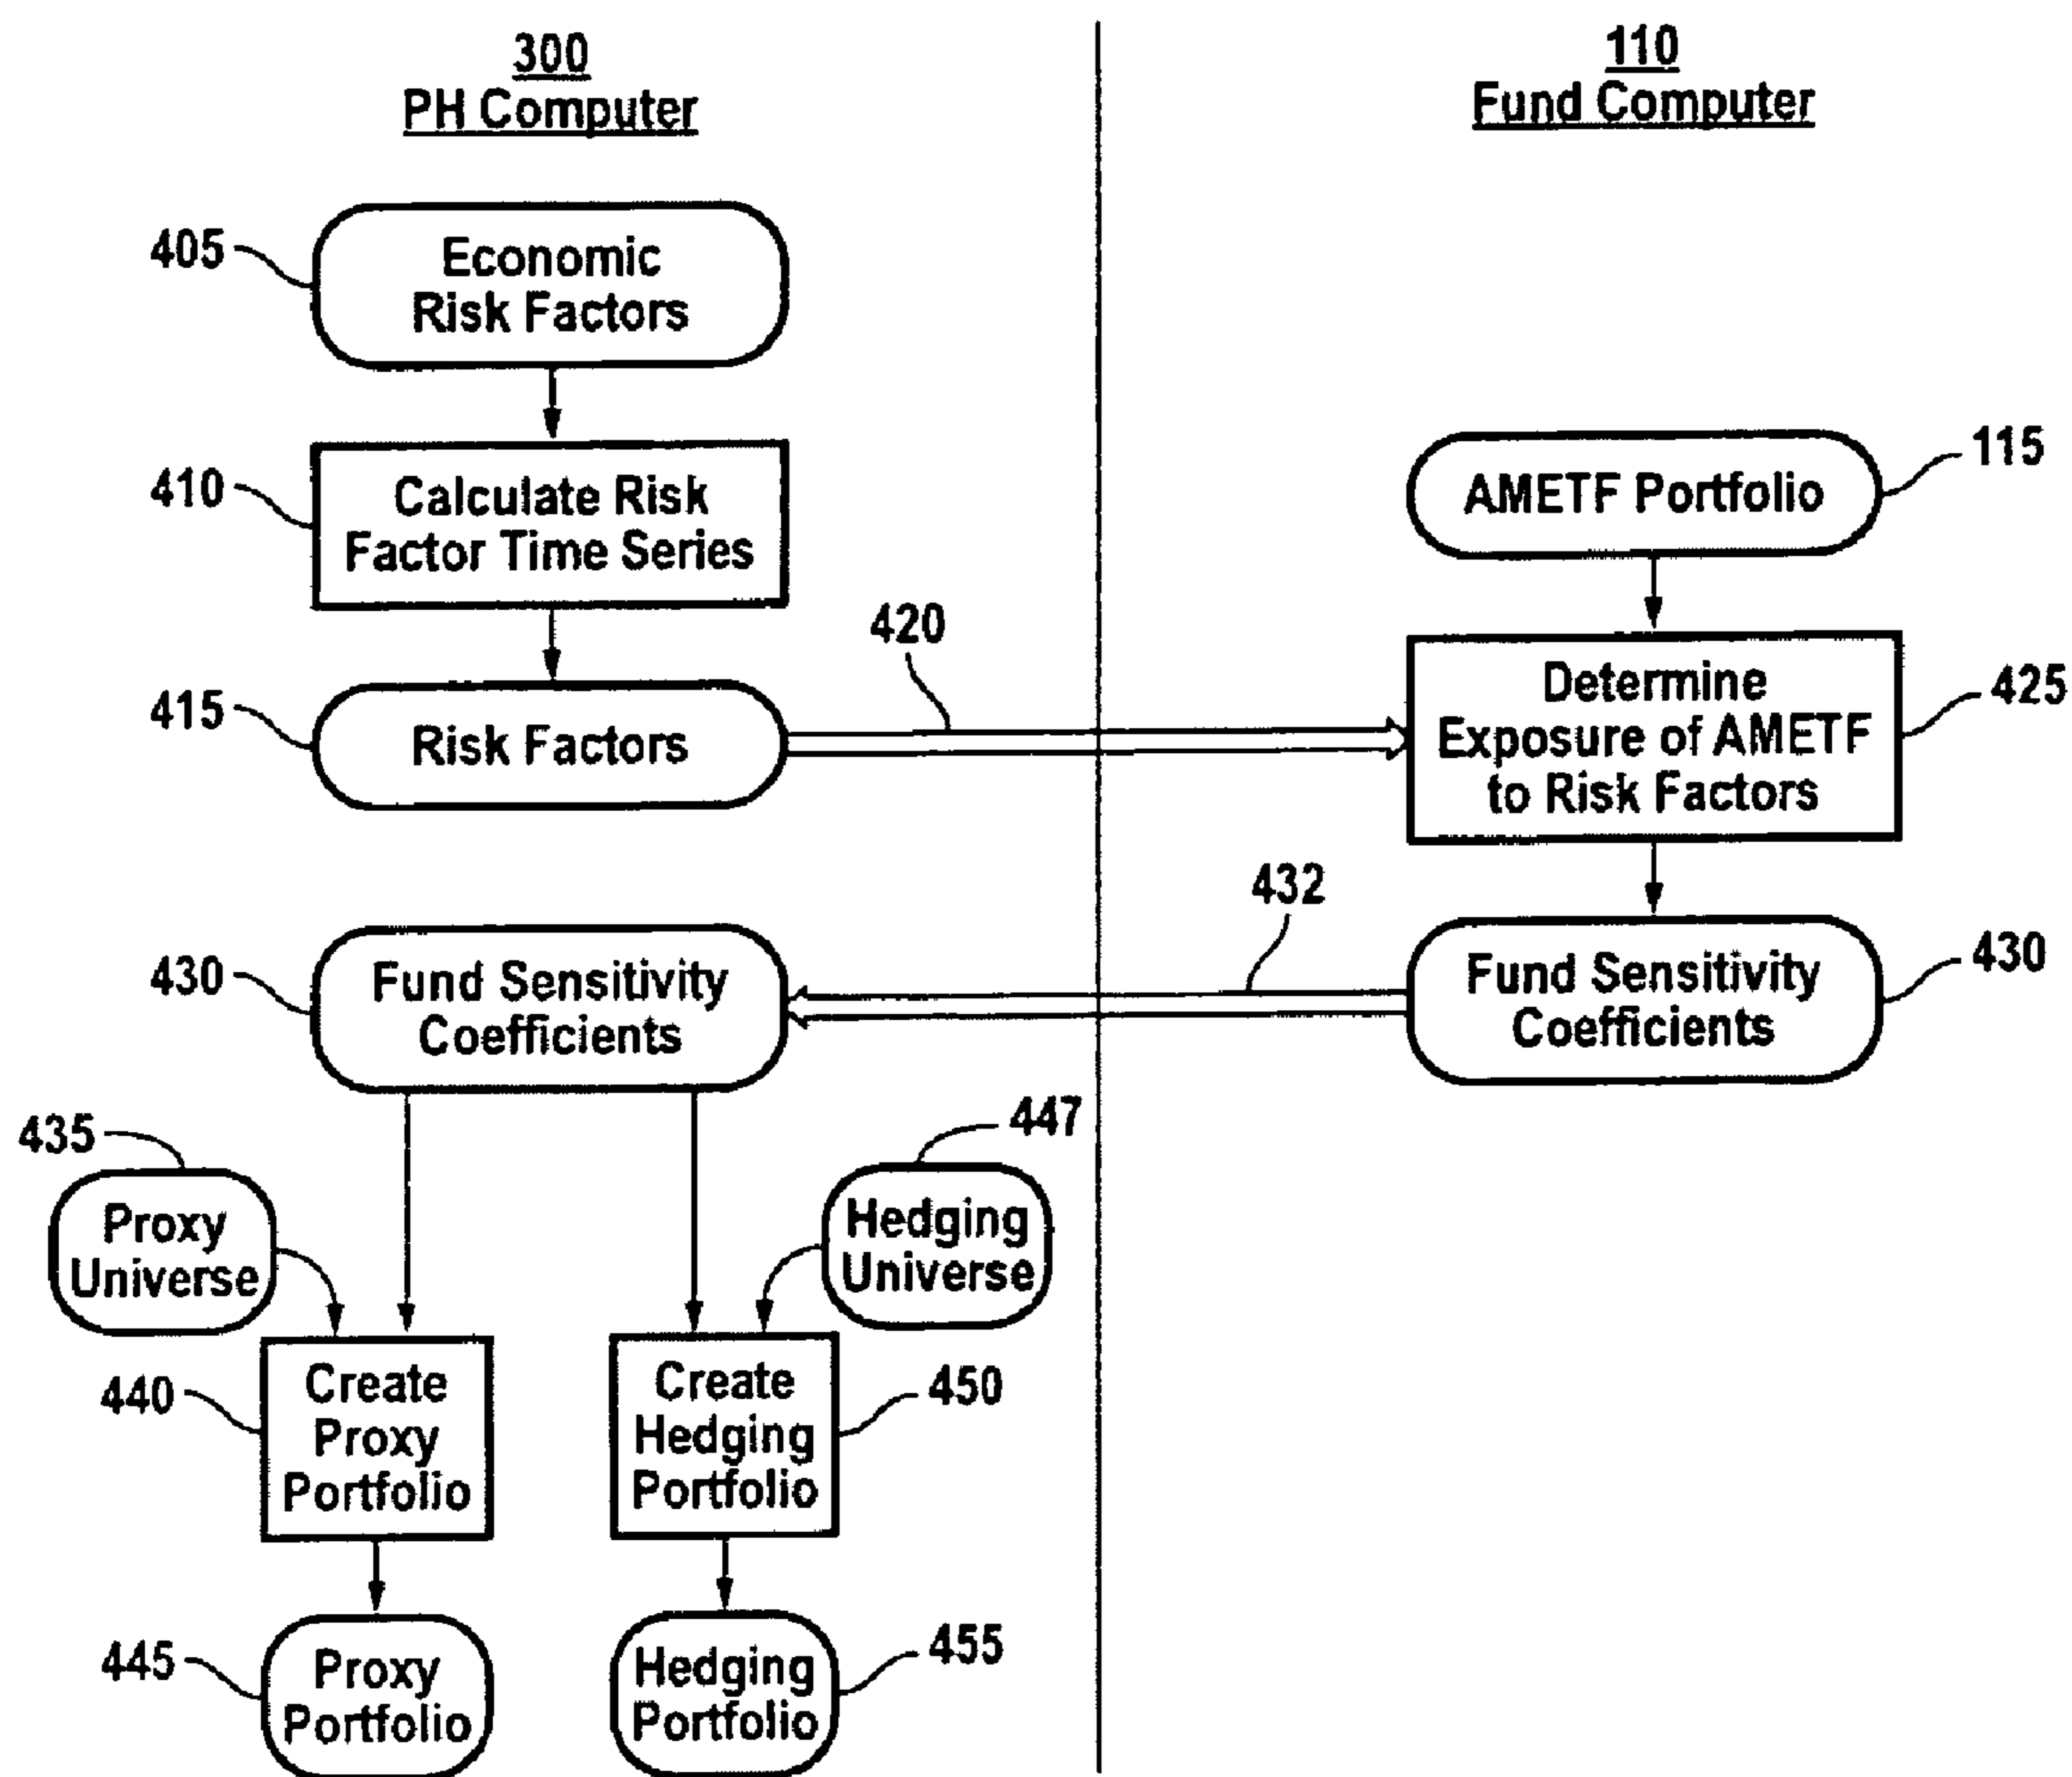 300
PH Computer
110
Fund Computer
405
Economic
Risk Factors
410
Calculate Risk
Factor Time Series
115
AMETF Portfolio
420
415
Risk Factors
Determine
Exposure of AMETF
to Risk Factors
425
432
430
Fund Sensitivity
Coefficients
Fund Sensitivity
Coefficients
430
435
Proxy
Universe
447
Hedging
Universe
440
Create
Proxy
Portfolio
Create
Hedging
Portfolio
450
445
Proxy
Portfolio
Hedging
Portfolio
455